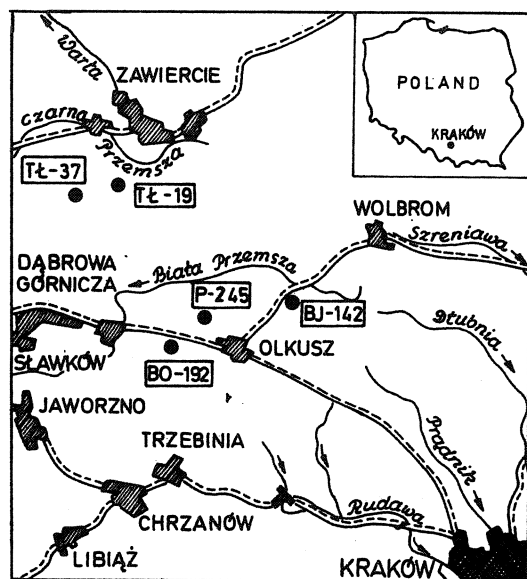 Warta
ZAWIERCIE
czarna
Przemsza
TŁ-37
TŁ-19
POLAND
KRAKÓW
WOLBROM
Szreniawa
DĄBROWA
GÓRNICZA
Biała Przemsza
P-245
BJ-142
Dłubnia
OLKUSZ
SŁAWKÓW
BO-192
JAWORZNO
TRZEBINIA
Prądnik
CHRZANÓW
Rudawa
LIBIĄŻ
KRAKÓW